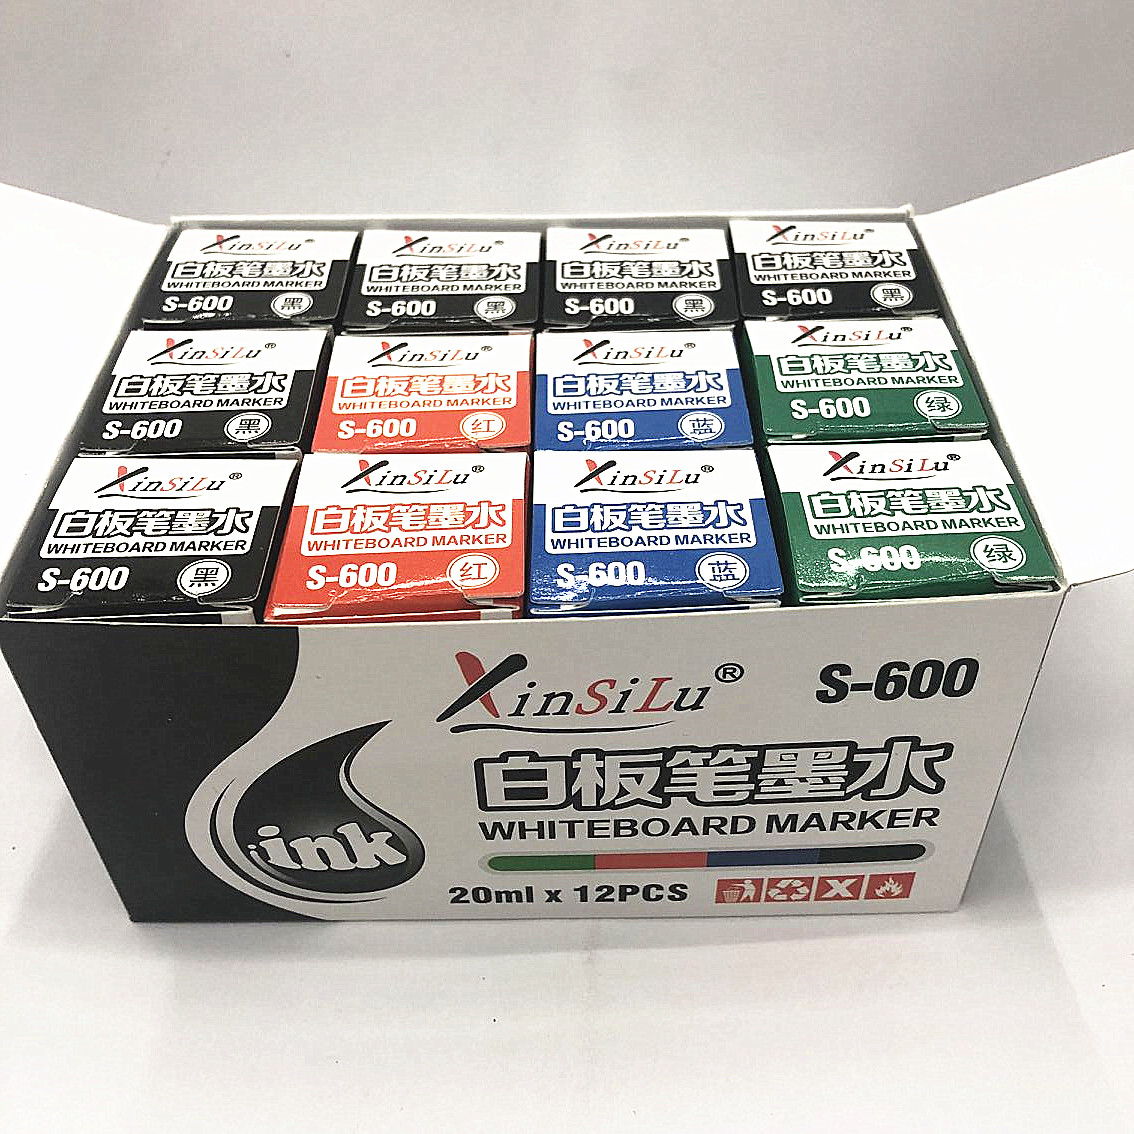 XinSiLu®
白板笔墨水
WHITEBOARD MARKER
S-600 黑
XinSiLu®
白板笔墨水
WHITEBOARD MARKER
S-600 黑
XinSiLu®
白板笔墨水
WHITEBOARD MARKER
S-600 黑
XinSiLu®
白板笔墨水
WHITEBOARD MARKER
S-600 黑
XinSiLu®
白板笔墨水
WHITEBOARD MARKER
S-600 黑
XinSiLu®
白板笔墨水
WHITEBOARD MARKER
S-600 红
XinSiLu®
白板笔墨水
WHITEBOARD MARKER
S-600 蓝
XinSiLu®
白板笔墨水
WHITEBOARD MARKER
S-600 绿
XinSiLu®
白板笔墨水
WHITEBOARD MARKER
S-600 黑
XinSiLu®
白板笔墨水
WHITEBOARD MARKER
S-600 红
XinSiLu®
白板笔墨水
WHITEBOARD MARKER
S-600 蓝
XinSiLu®
白板笔墨水
WHITEBOARD MARKER
S-600 绿
XinSiLu®
S-600
白板笔墨水
WHITEBOARD MARKER
ink
20ml x 12PCS